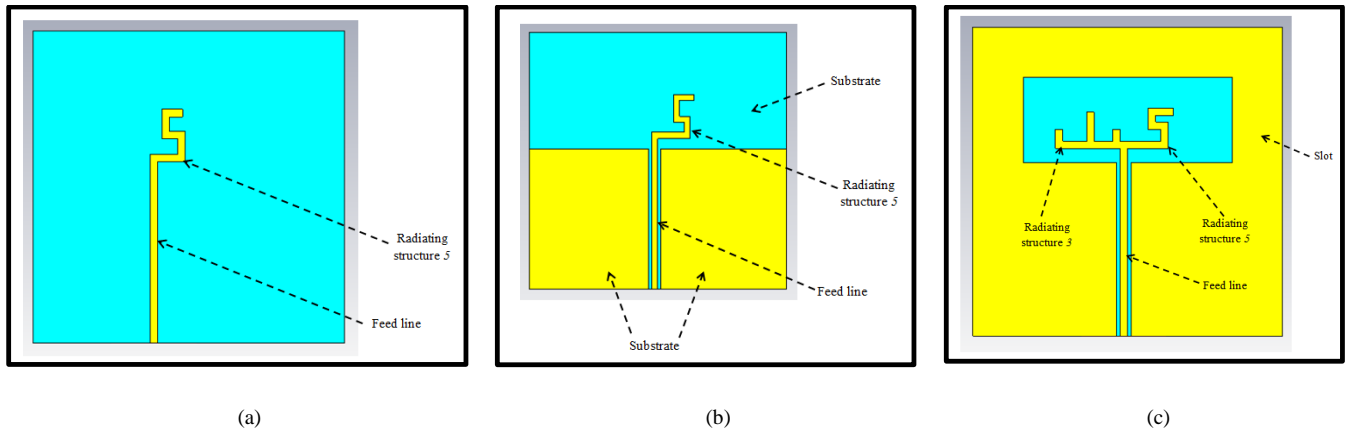 Radiating
structure 5
Feed line
(a)
Substrate
Radiating
structure 5
Feed line
Substrate
(b)
Slot
Radiating
structure 3
Radiating
structure 5
Feed line
(c)